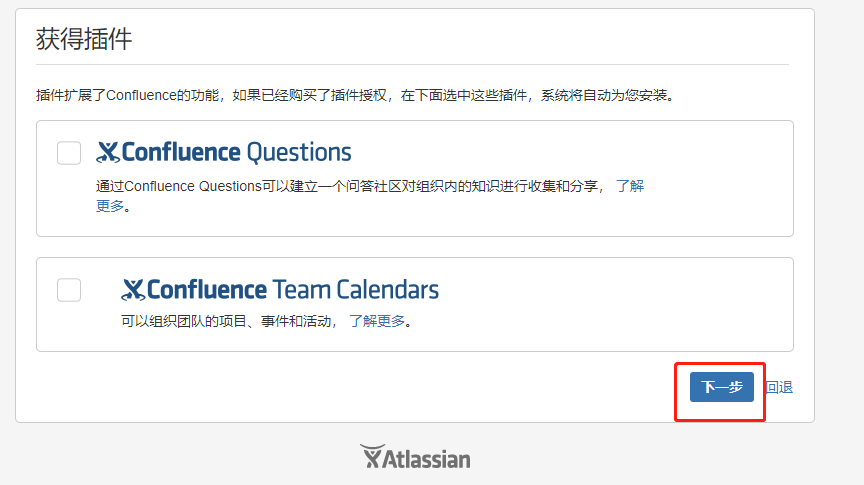 获得插件
插件扩展了Confluence的功能，如果已经购买了插件授权，在下面选中这些插件，系统将自动为您安装。
Confluence Questions
通过Confluence Questions可以建立一个问答社区对组织内的知识进行收集和分享， 了解
更多。
Confluence Team Calendars
可以组织团队的项目、事件和活动， 了解更多。
下一步 回退
Atlassian